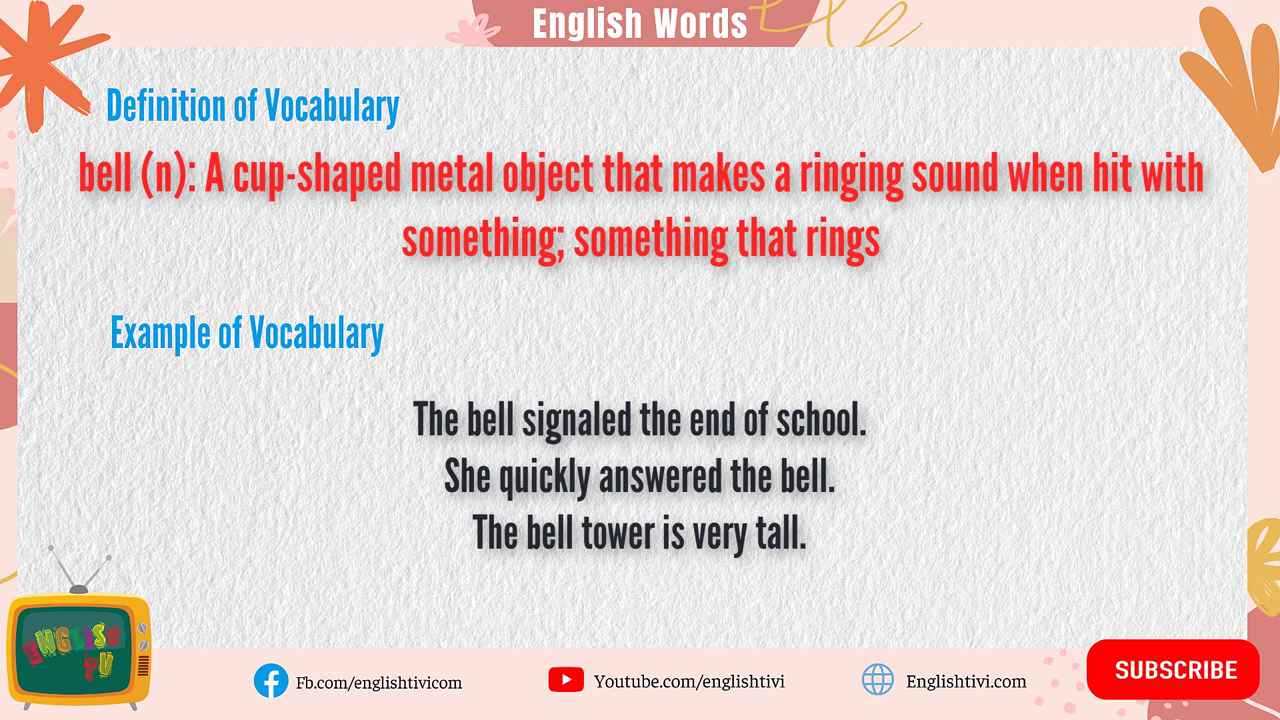 English Words
Definition of Vocabulary
bell (n): A cup-shaped metal object that makes a ringing sound when hit with
something; something that rings
Example of Vocabulary
The bell signaled the end of school.
She quickly answered the bell.
The bell tower is very tall.
ENGLISH
TV
Fb.com/englishtivicom
Youtube.com/englishtivi
Englishtivi.com
SUBSCRIBE